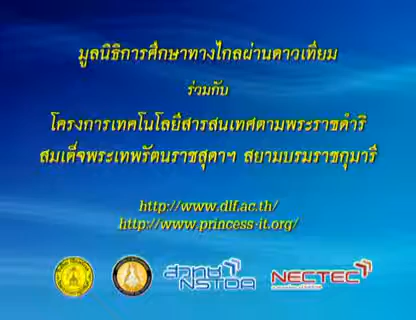 มูลนิธิการศึกษาทางไกลผ่านดาวเทียม
ร่วมกับ
โครงการเทคโนโลยีสารสนเทศตามพระราชดำริ
สมเด็จพระเทพรัตนราชสุดาฯ สยามบรมราชกุมารี
http://www.dlf.ac.th/
http://www.princess-it.org/
สวทช
NSTDA
NECTEC